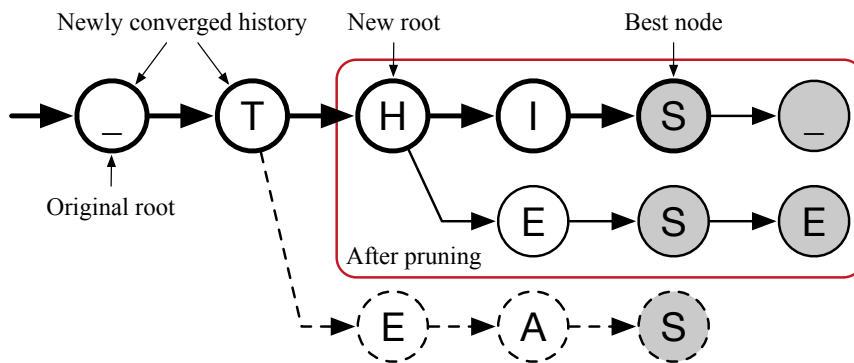 Newly converged history New root Best node
_ T H I S _
Original root
E S E
After pruning
E A S